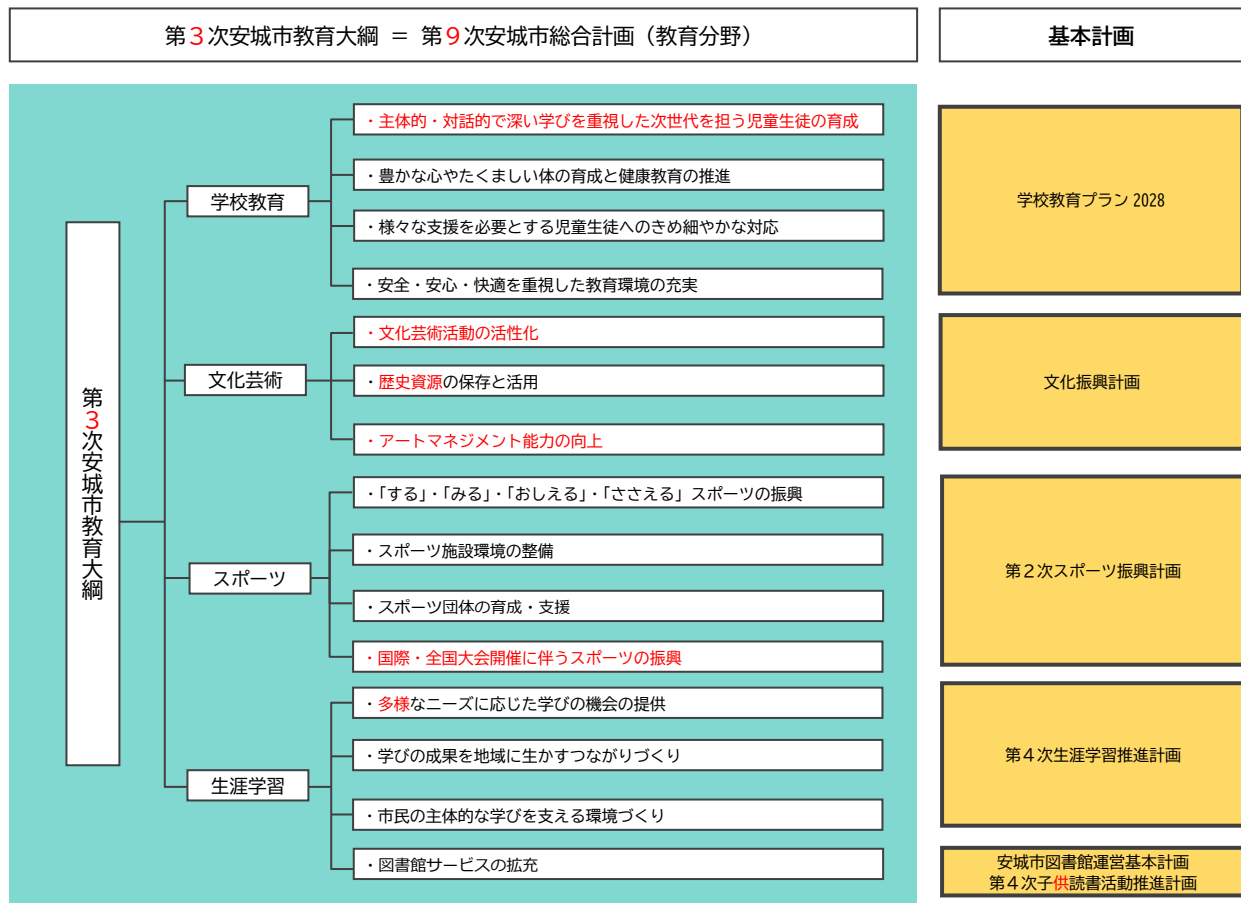 第３次安城市教育大綱 ＝ 第９次安城市総合計画（教育分野）
基本計画
第３次安城市教育大綱
学校教育
・主体的・対話的で深い学びを重視した次世代を担う児童生徒の育成
・豊かな心やたくましい体の育成と健康教育の推進
・様々な支援を必要とする児童生徒へのきめ細やかな対応
・安全・安心・快適を重視した教育環境の充実
学校教育プラン 2028
文化芸術
・文化芸術活動の活性化
・歴史資源の保存と活用
・アートマネジメント能力の向上
文化振興計画
スポーツ
・「する」・「みる」・「おしえる」・「ささえる」スポーツの振興
・スポーツ施設環境の整備
・スポーツ団体の育成・支援
・国際・全国大会開催に伴うスポーツの振興
第２次スポーツ振興計画
生涯学習
・多様なニーズに応じた学びの機会の提供
・学びの成果を地域に生かすつながりづくり
・市民の主体的な学びを支える環境づくり
・図書館サービスの拡充
第４次生涯学習推進計画
安城市図書館運営基本計画
第４次子供読書活動推進計画